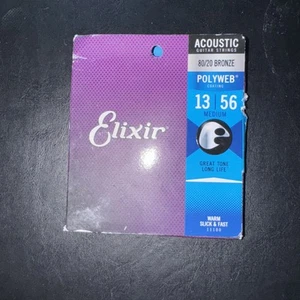 ACOUSTIC
GUITAR STRINGS
80/20 BRONZE
POLYWEB®
COATING
13 56
MEDIUM
Elixir®
GREAT TONE
LONG LIFE
WARM
SLICK & FAST
11100